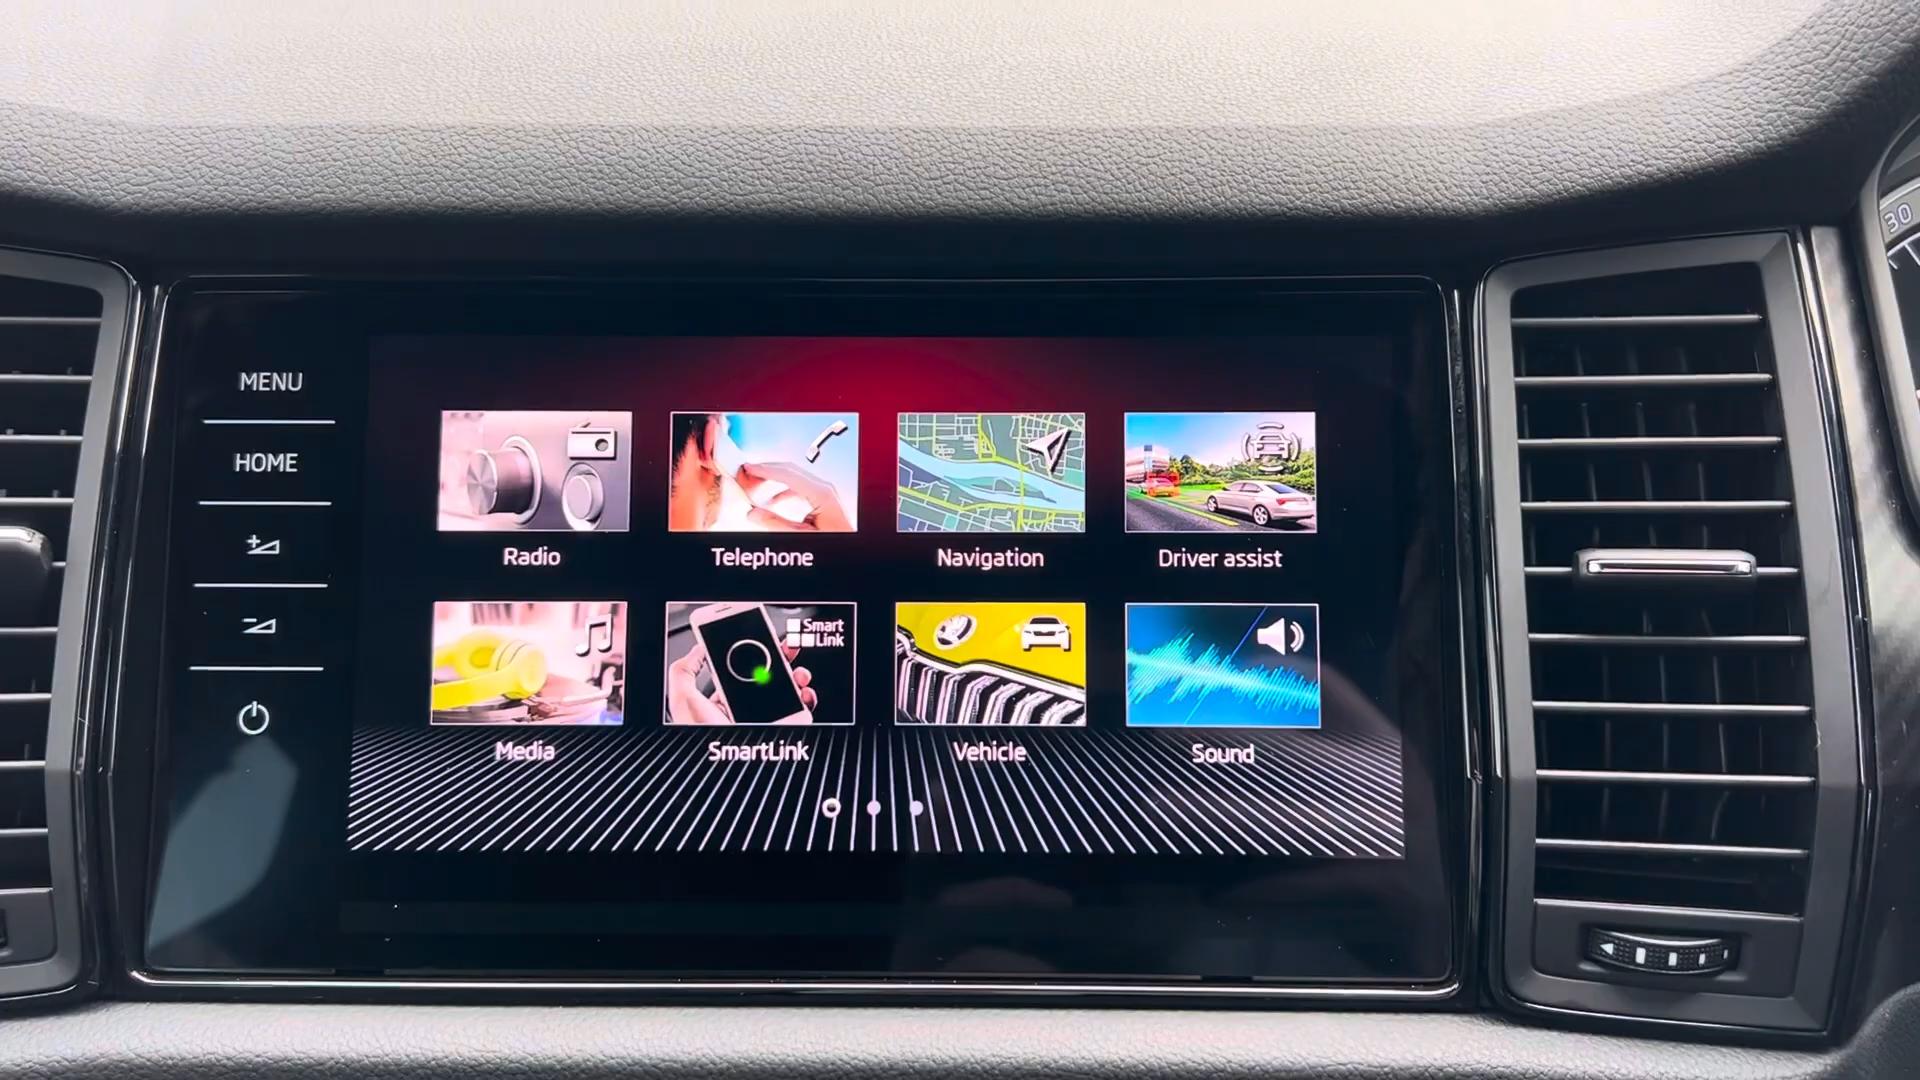 30
MENU
HOME
Radio
Telephone
Navigation
Driver assist
Smart
Link
Media
SmartLink
Vehicle
Sound